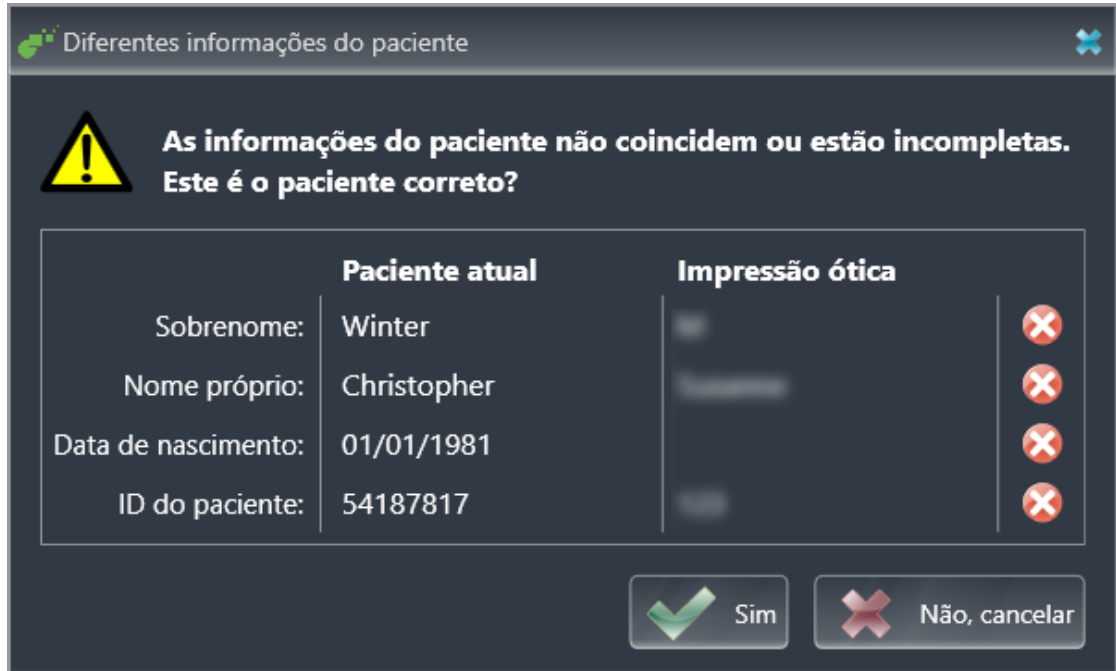 Diferentes informações do paciente
As informações do paciente não coincidem ou estão incompletas.
Este é o paciente correto?
Paciente atual Impressão ótica
Sobrenome: Winter
Nome próprio: Christopher
Data de nascimento: 01/01/1981
ID do paciente: 54187817
Sim Não, cancelar